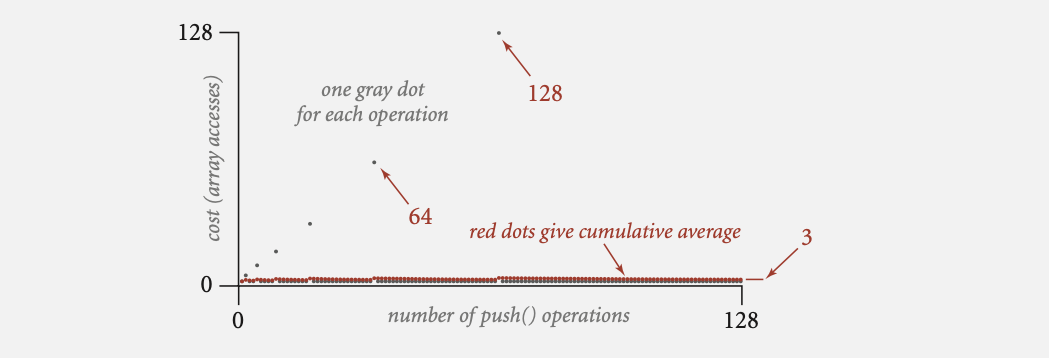 128
128
one gray dot
for each operation
cost (array accesses)
64
red dots give cumulative average
3
0
number of push() operations
0
128